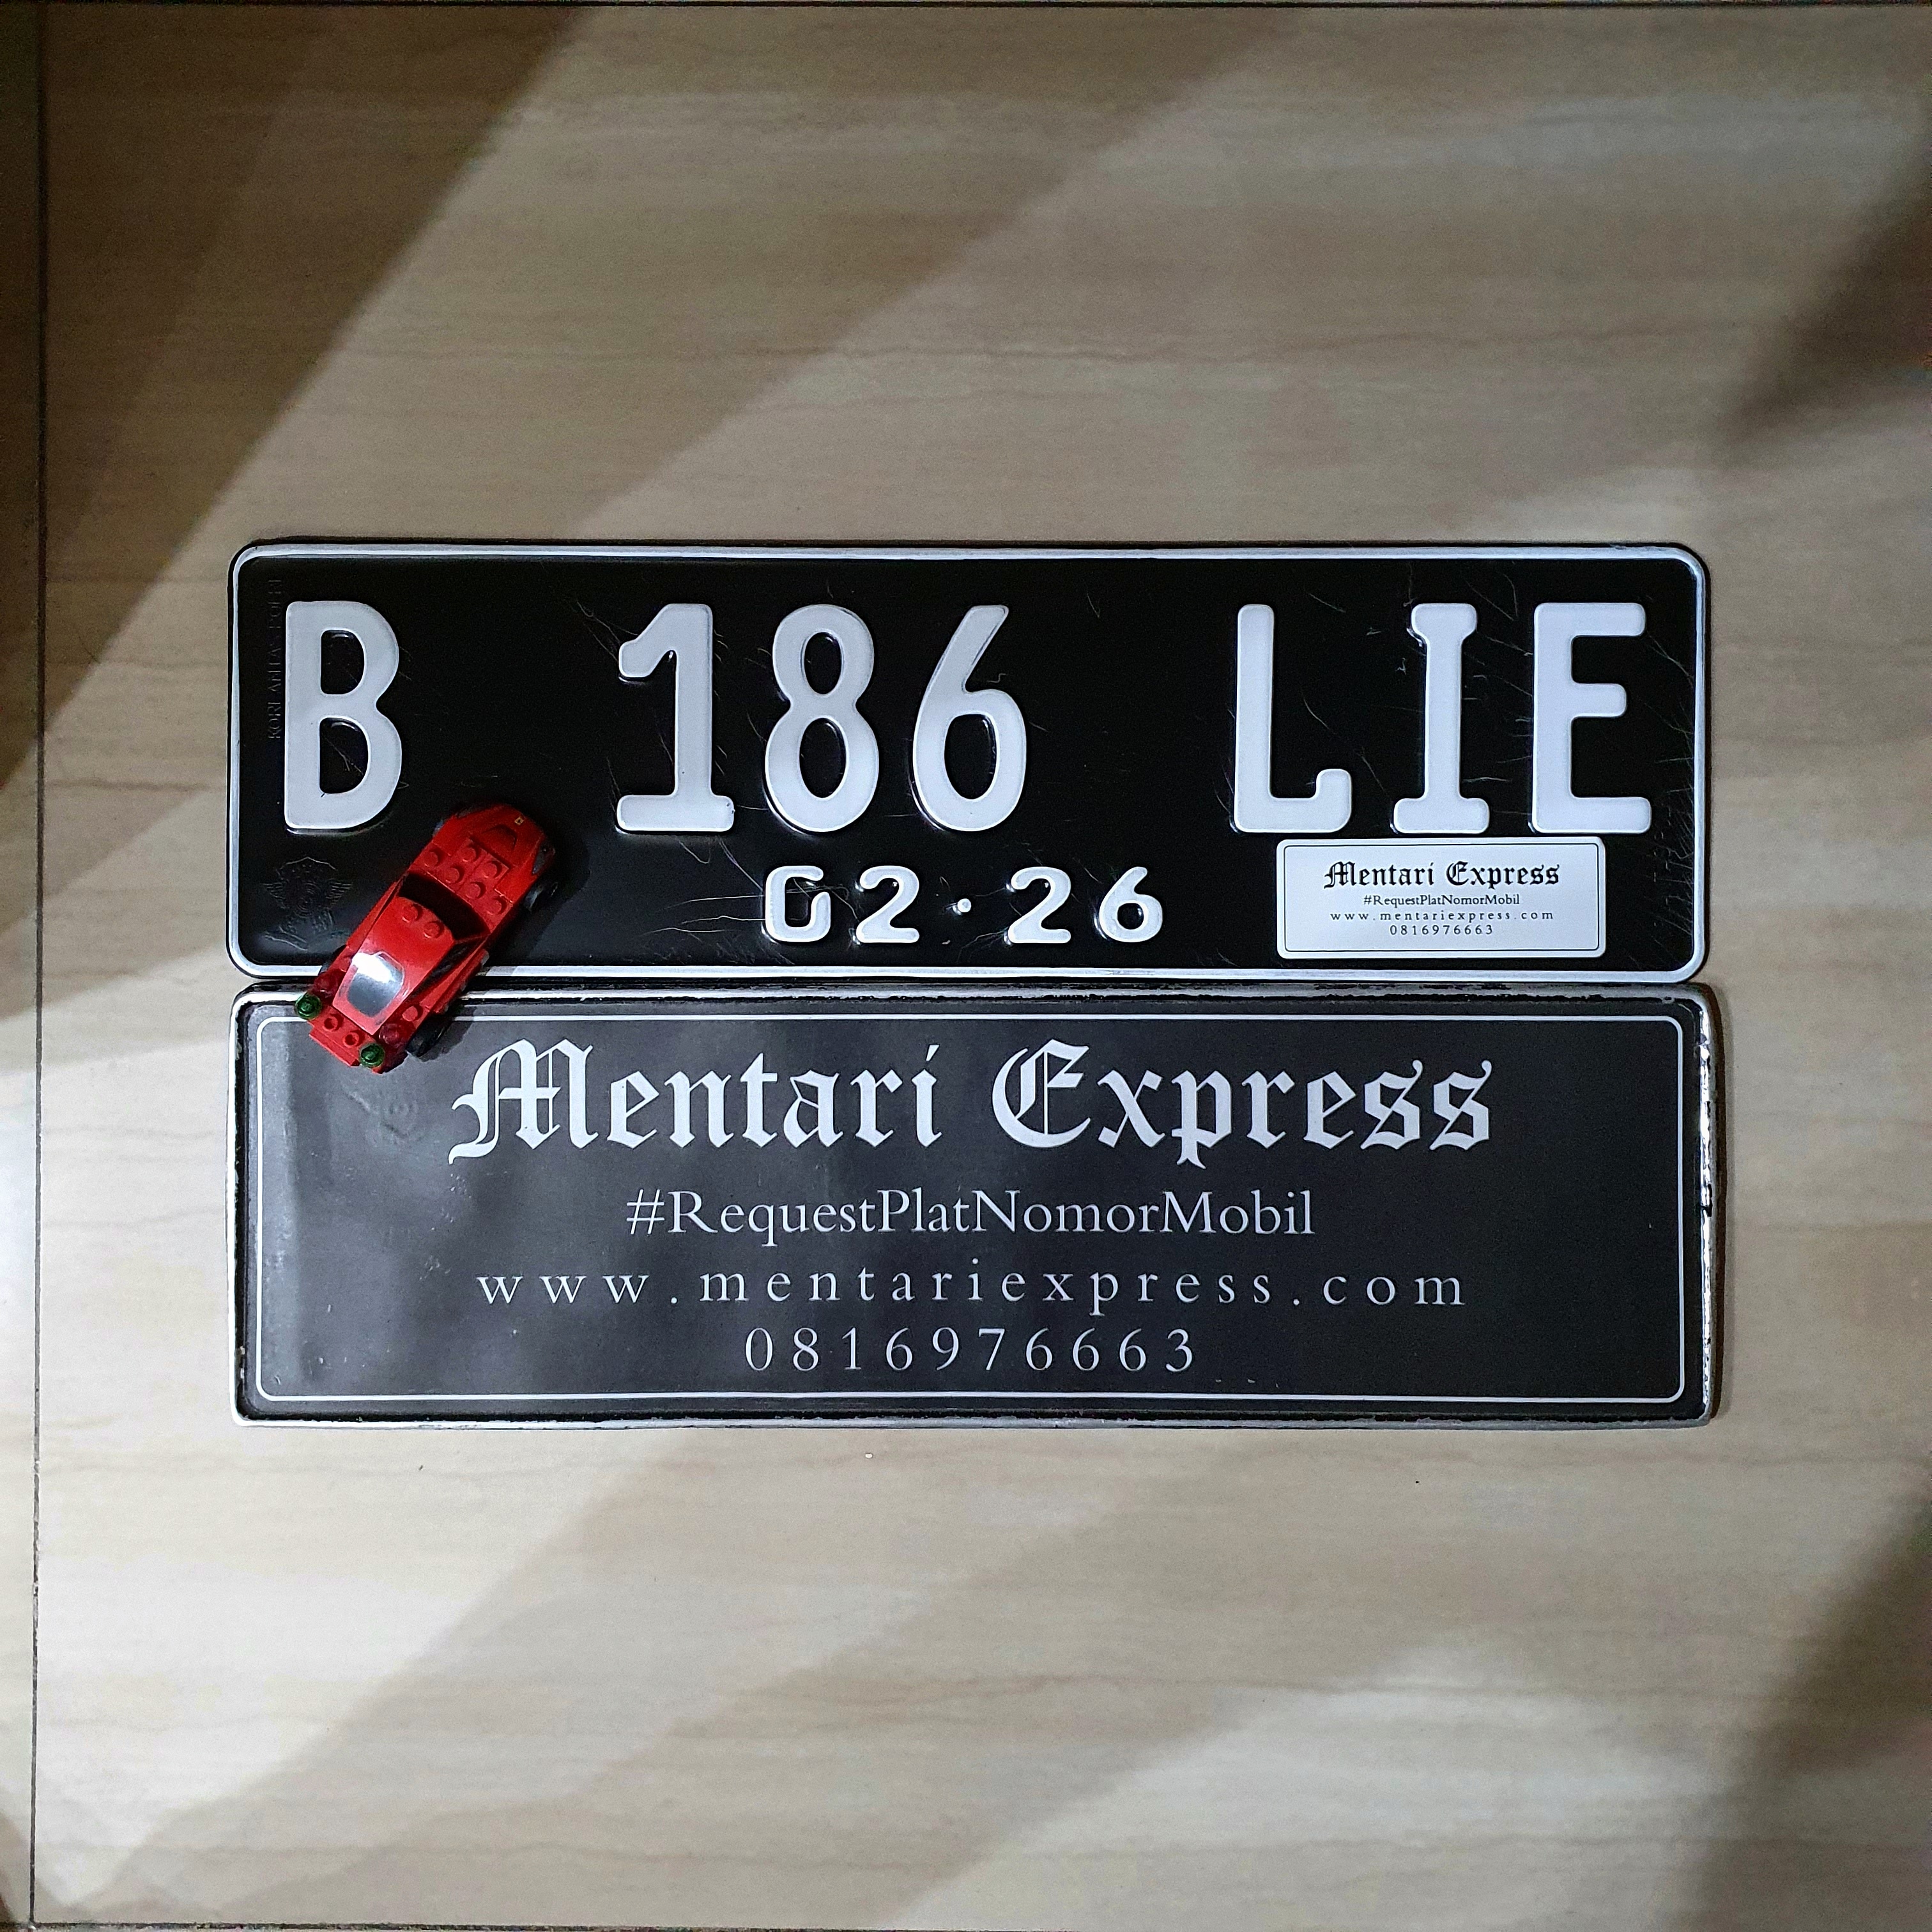 B 186 LIE
02·26
Mentari Express
#RequestPlatNomorMobil
www.mentariexpress.com
0816976663
Mentari Express
#RequestPlatNomorMobil
www.mentariexpress.com
0816976663